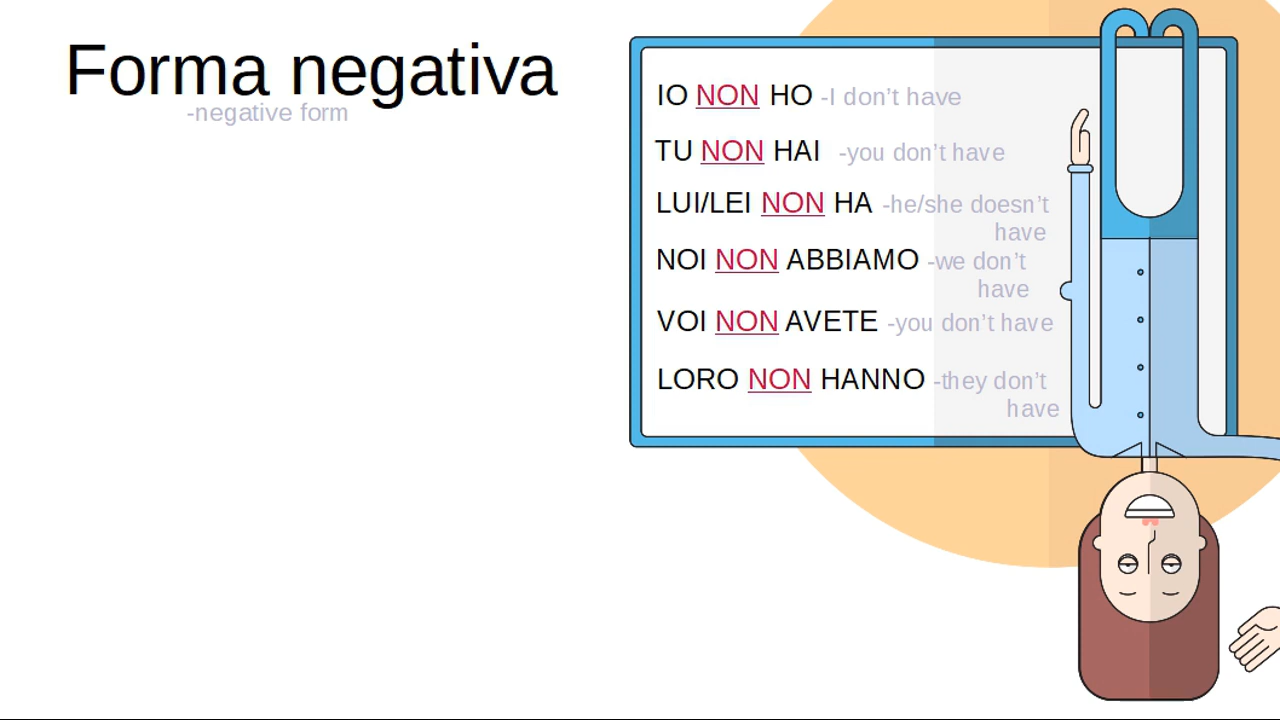 Forma negativa
-negative form
IO NON HO -I don’t have
TU NON HAI -you don’t have
LUI/LEI NON HA -he/she doesn’t
have
NOI NON ABBIAMO -we don’t
have
VOI NON AVETE -you don’t have
LORO NON HANNO -they don’t
have